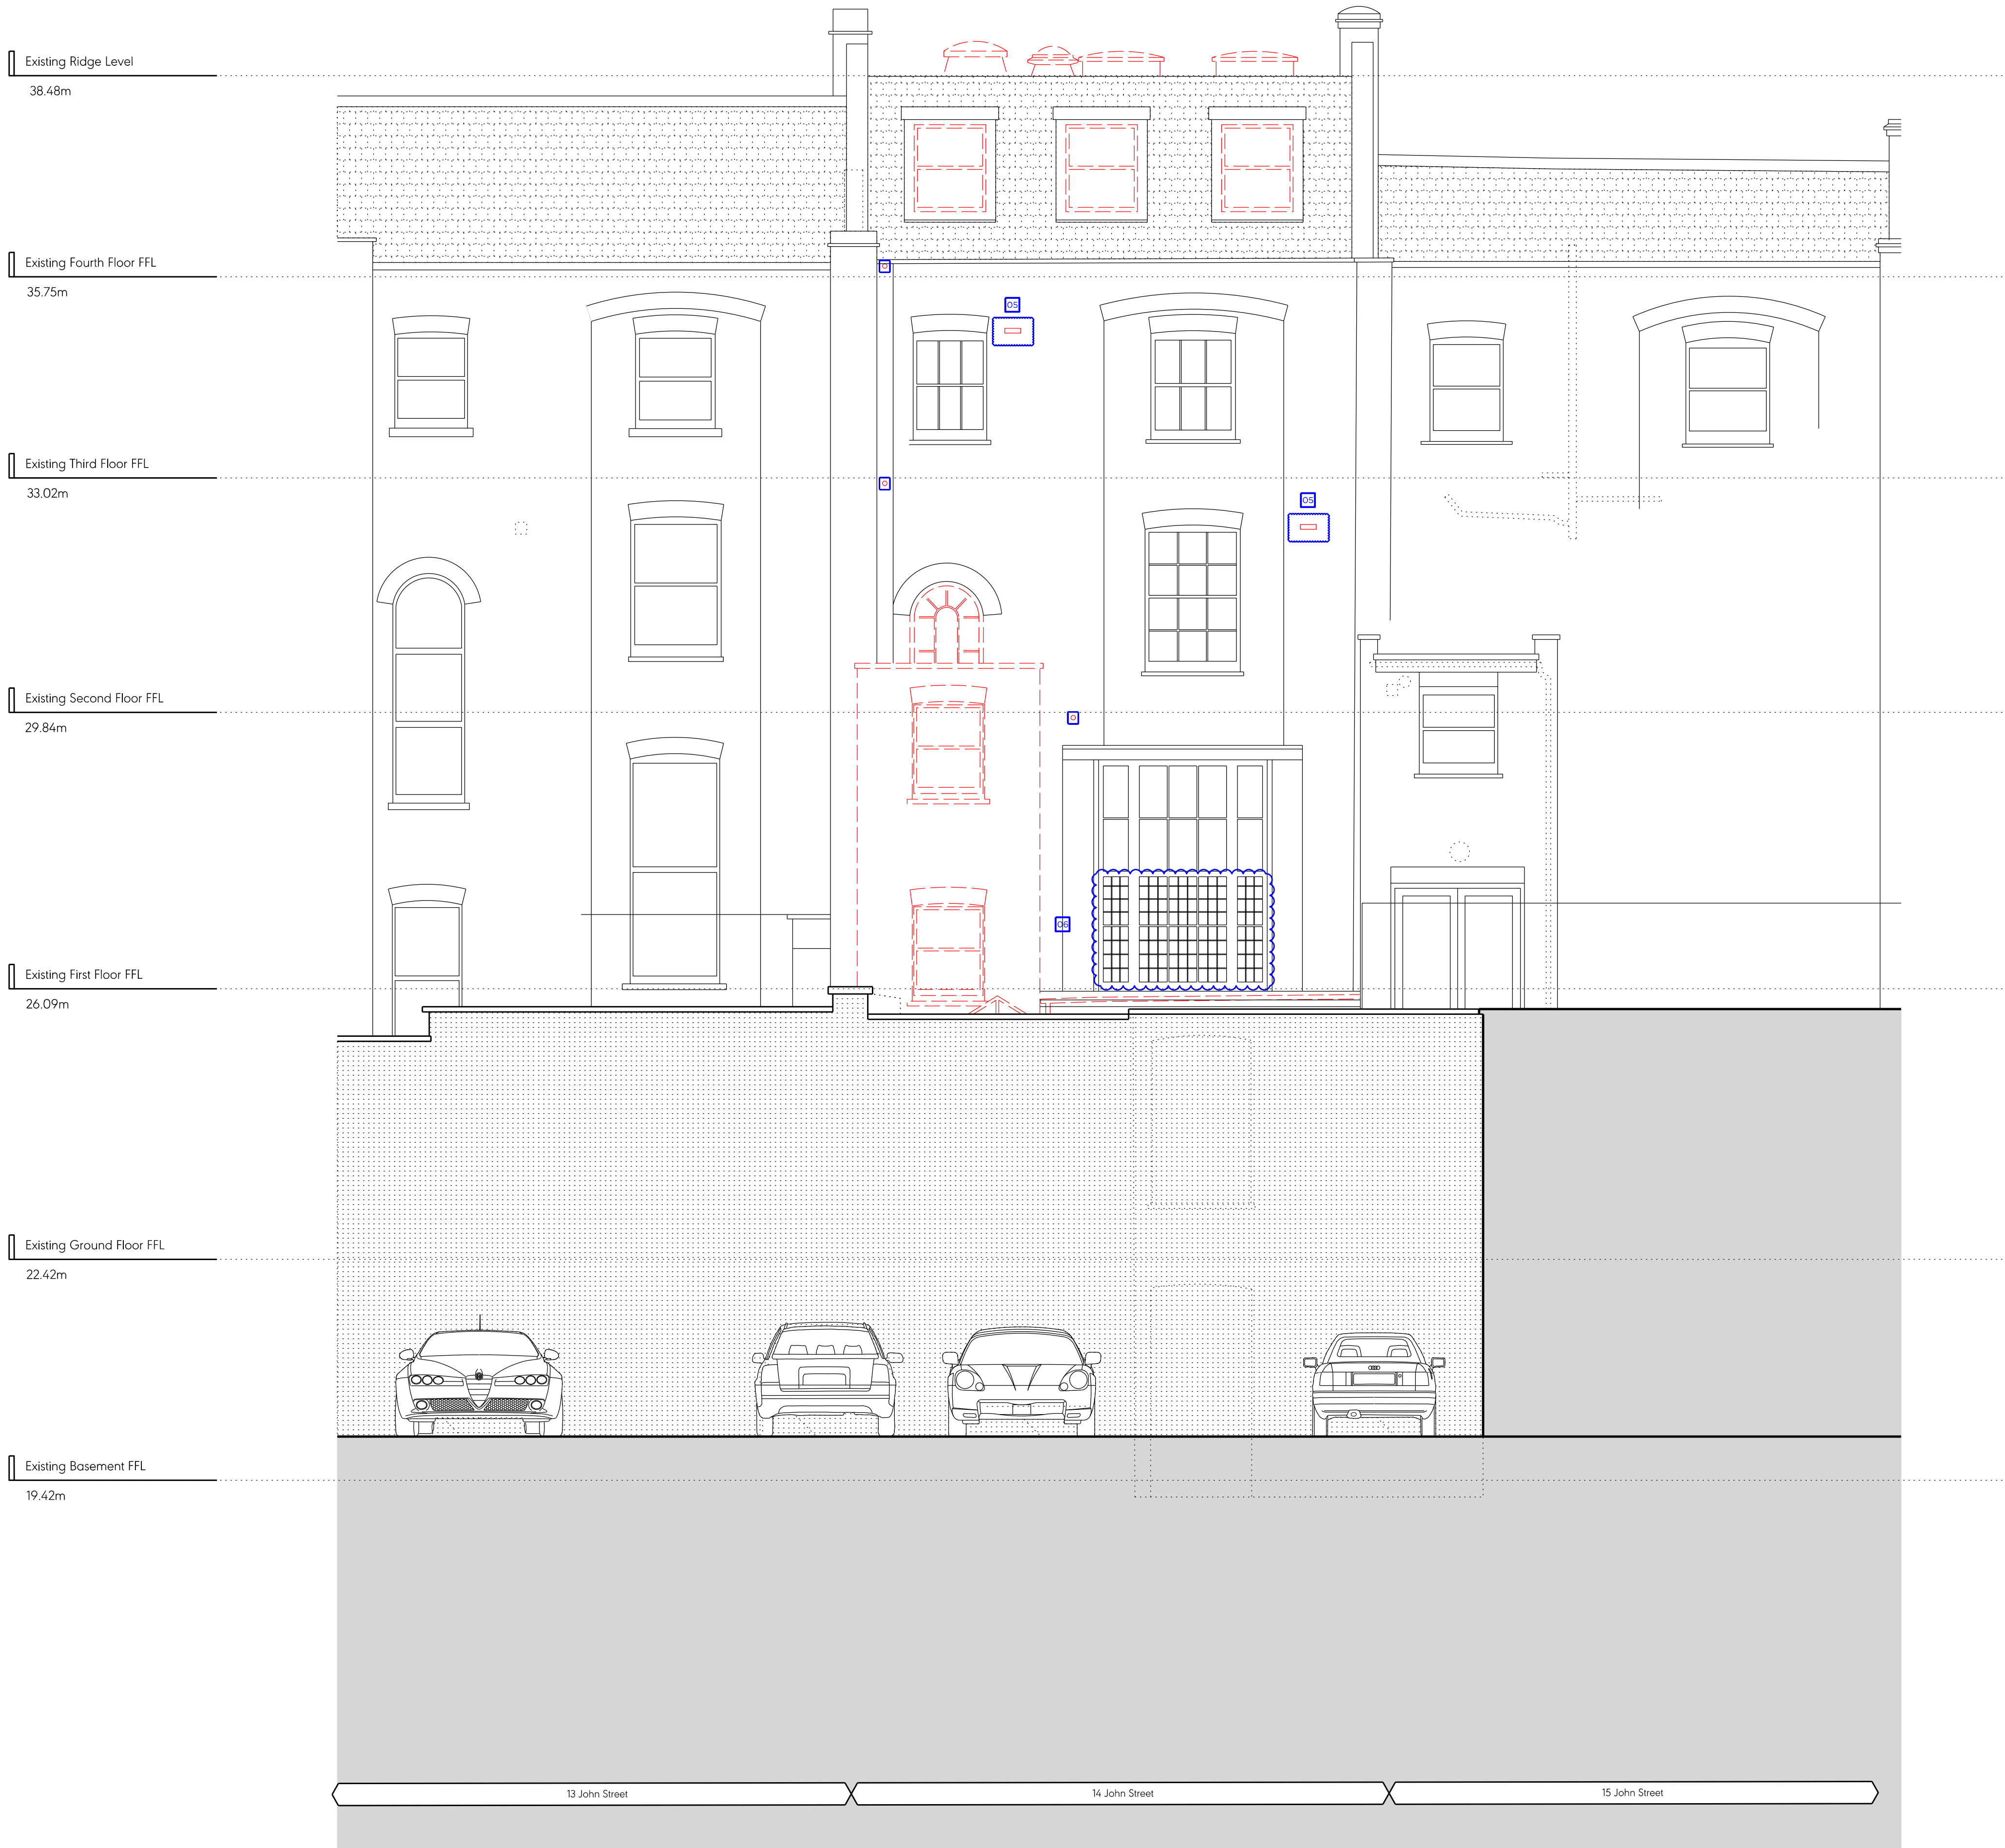 Existing Ridge Level
38.48m
Existing Fourth Floor FFL
35.75m
05
Existing Third Floor FFL
33.02m
05
Existing Second Floor FFL
29.84m
06
Existing First Floor FFL
26.09m
Existing Ground Floor FFL
22.42m
Existing Basement FFL
19.42m
13 John Street
14 John Street
15 John Street